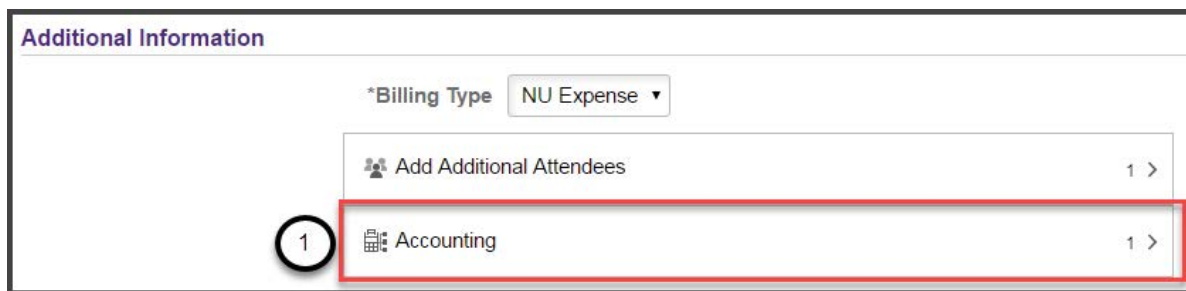 Additional Information
*Billing Type NU Expense
Add Additional Attendees 1
1 Accounting 1